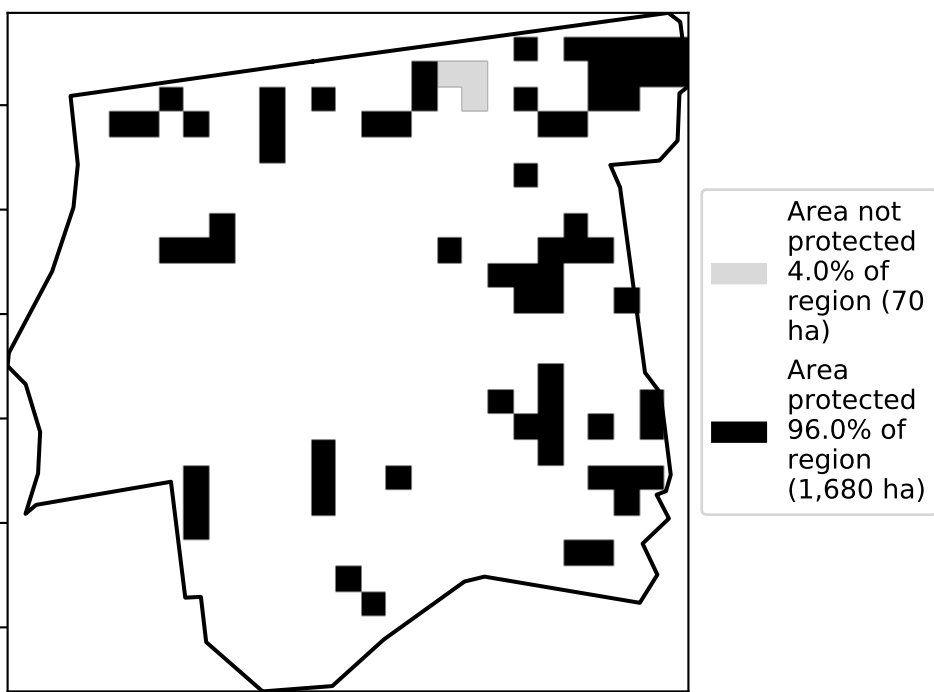 Area not
protected
4.0% of
region (70
ha)
Area
protected
96.0% of
region
(1,680 ha)